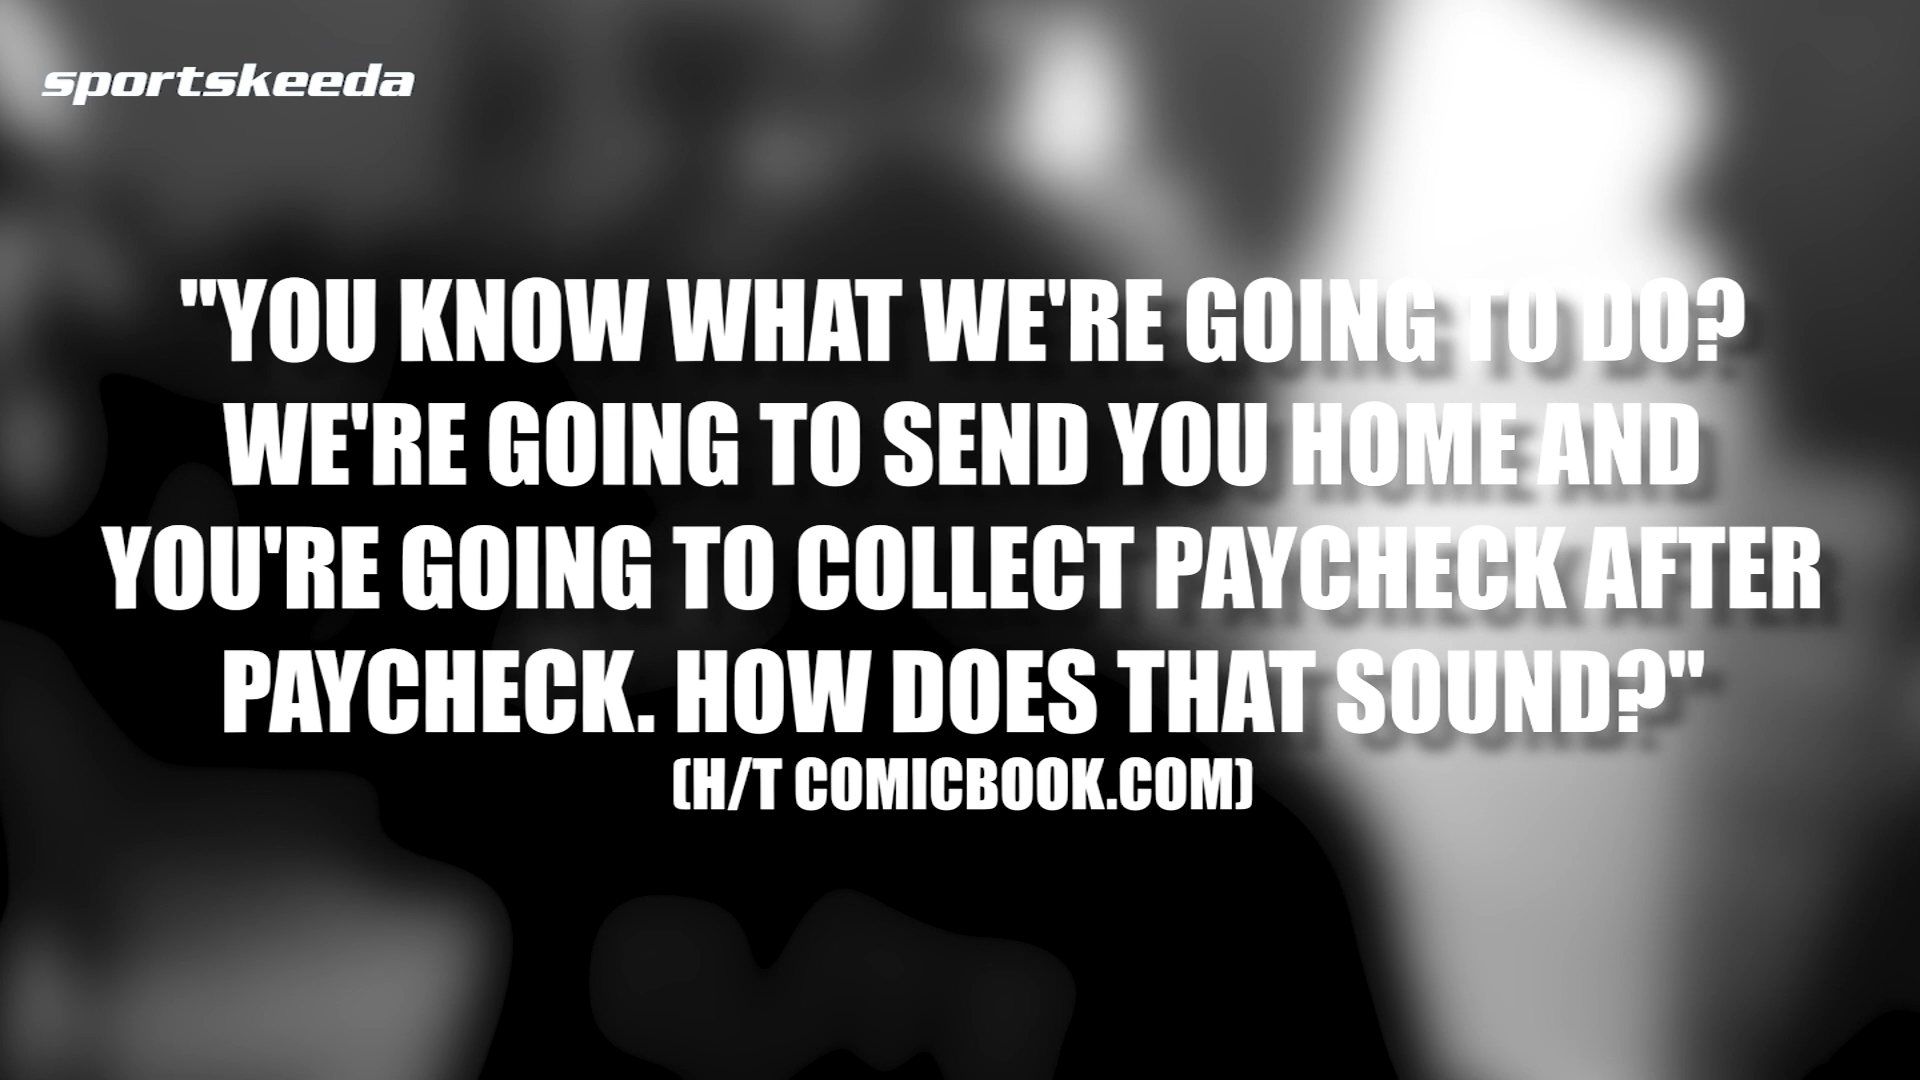 sportskeeda
"YOU KNOW WHAT WE'RE GOING TO DO?
WE'RE GOING TO SEND YOU HOME AND
YOU'RE GOING TO COLLECT PAYCHECK AFTER
PAYCHECK. HOW DOES THAT SOUND?"
(H/T COMICBOOK.COM)